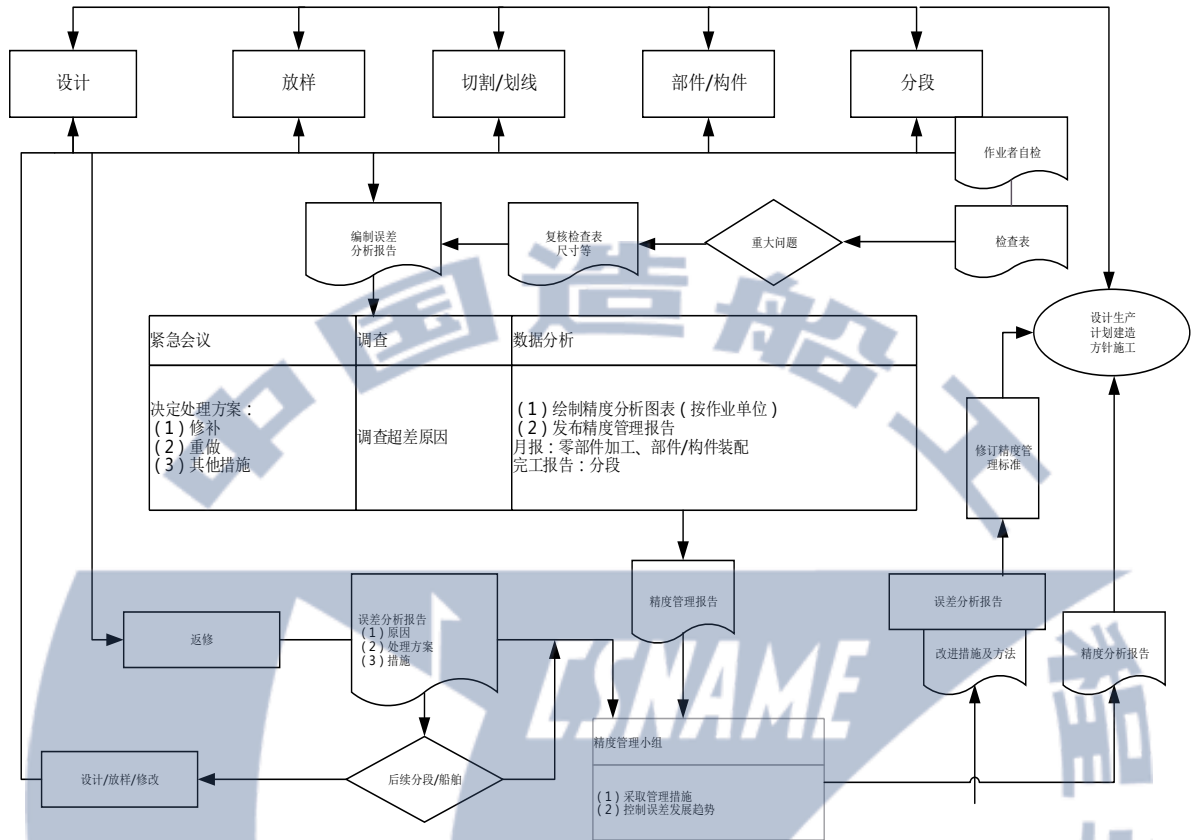 设计
放样
切割/划线
部件/构件
分段
作业者自检
编制误差
分析报告
复核检查表
尺寸等
重大问题
检查表
设计生产
计划建造
方针施工
紧急会议
调查
数据分析
决定处理方案：
（1）修补
（2）重做
（3）其他措施
调查超差原因
（1）绘制精度分析图表（按作业单位）
（2）发布精度管理报告
月报：零部件加工、部件/构件装配
完工报告：分段
修订精度管
理标准
返修
误差分析报告
（1）原因
（2）处理方案
（3）措施
精度管理报告
误差分析报告
改进措施及方法
精度分析报告
设计/放样/修改
后续分段/船舶
精度管理小组
（1）采取管理措施
（2）控制误差发展趋势
中国造船工程
CSNAME